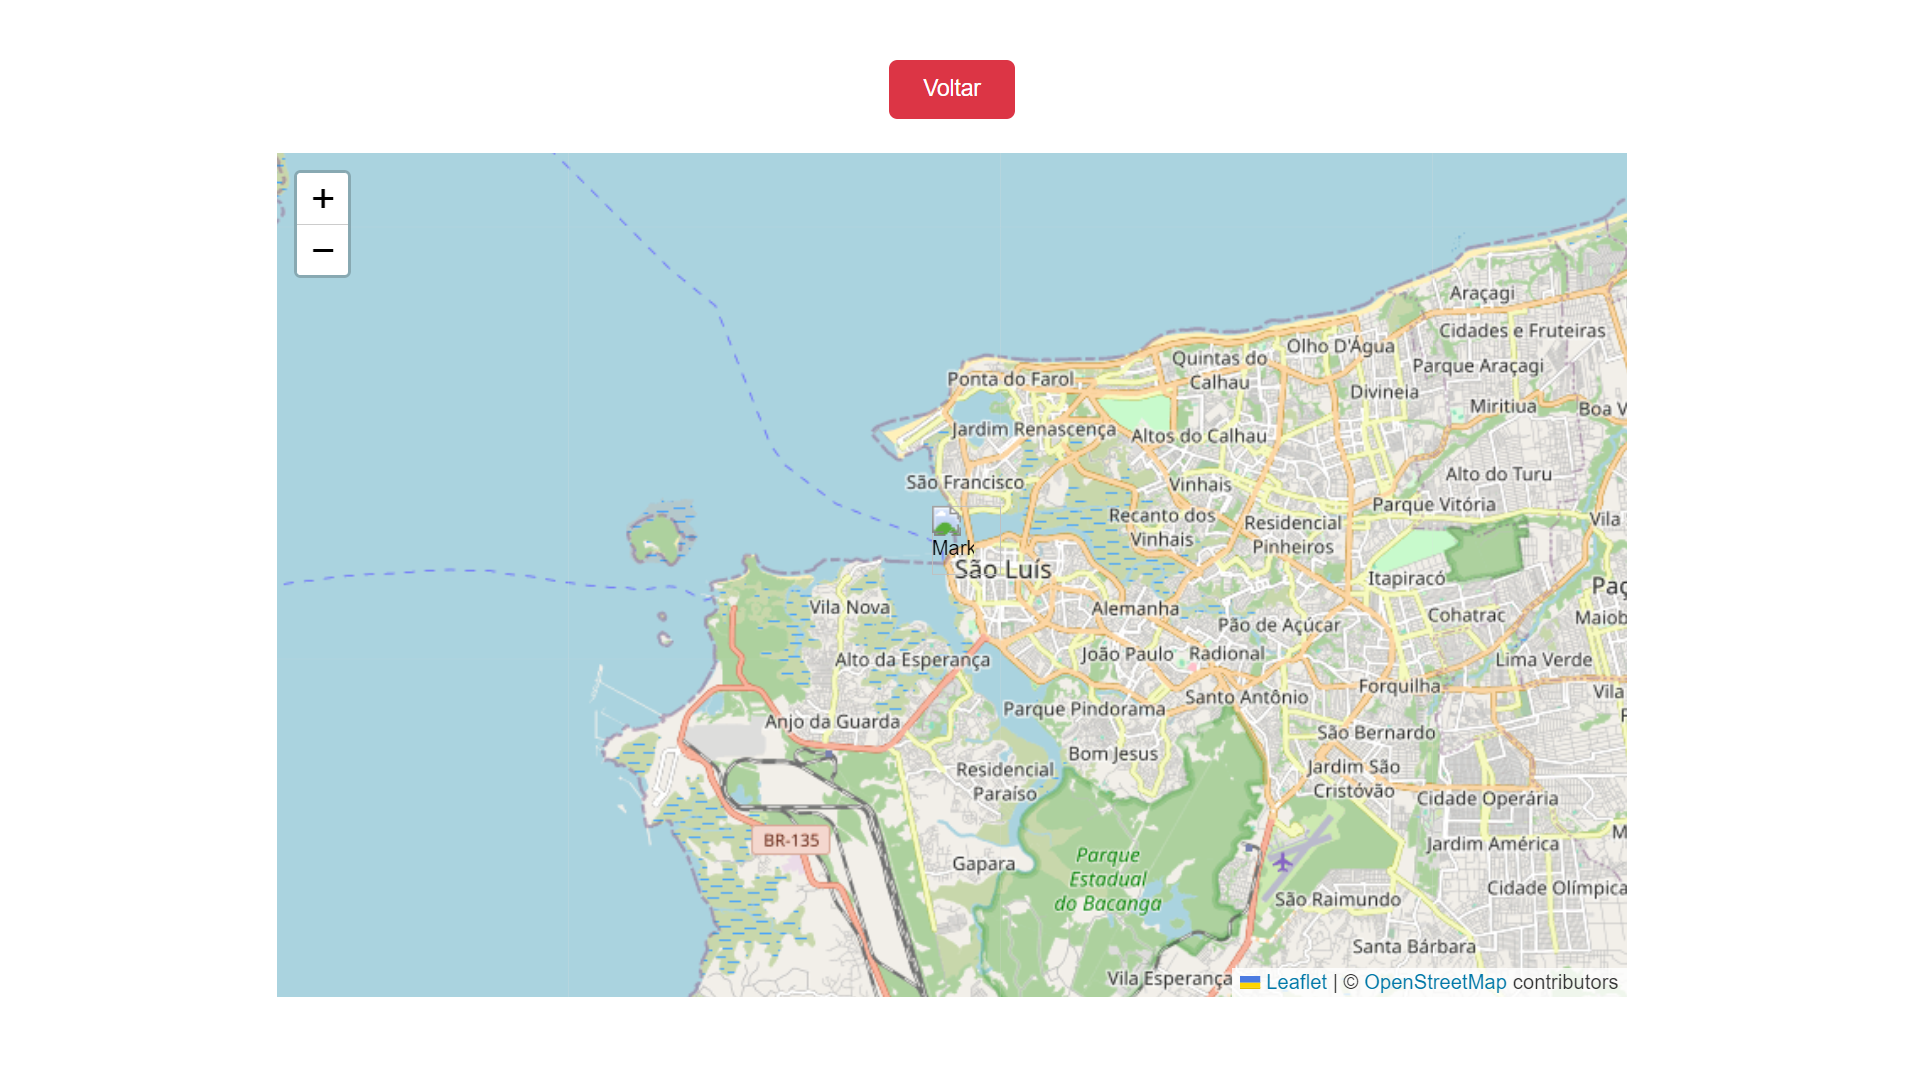 Voltar
+
−
Araçagi
Cidades e Fruteiras
Olho D'Água
Quintas do
Calhau
Parque Araçagi
Ponta do Farol
Divineia
Miritiua
Boa V
Jardim Renascença
Altos do Calhau
Alto do Turu
São Francisco
Vinhais
Parque Vitória
Recanto dos
Vinhais
Residencial
Pinheiros
Vila
Mark
São Luís
Itapiracó
Paç
Vila Nova
Alemanha
Cohatrac
Maiob
Pão de Açúcar
Alto da Esperança
João Paulo
Radional
Lima Verde
Forquilha
Vila
Santo Antônio
Parque Pindorama
F
Anjo da Guarda
São Bernardo
Bom Jesus
Residencial
Paraíso
Jardim São
Cristóvão
Cidade Operária
M
BR-135
Jardim América
Gapara
Parque
Estadual
do Bacanga
Cidade Olímpica
São Raimundo
Santa Bárbara
Vila Esperança
Leaflet | © OpenStreetMap contributors